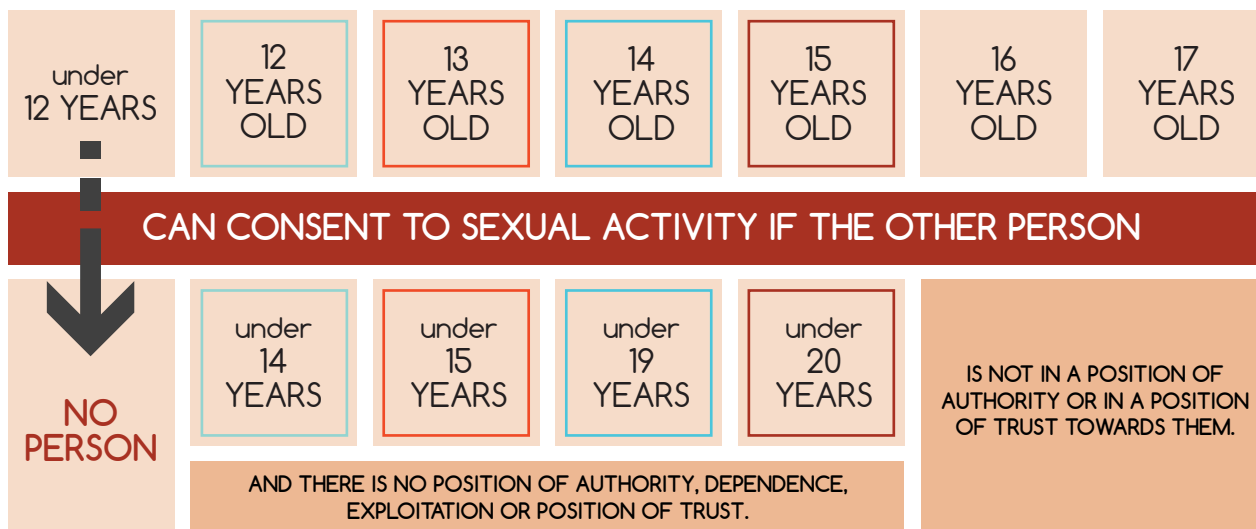 under
12 YEARS
12
YEARS
OLD
13
YEARS
OLD
14
YEARS
OLD
15
YEARS
OLD
16
YEARS
OLD
17
YEARS
OLD
CAN CONSENT TO SEXUAL ACTIVITY IF THE OTHER PERSON
NO
PERSON
under
14
YEARS
under
15
YEARS
under
19
YEARS
under
20
YEARS
IS NOT IN A POSITION OF
AUTHORITY OR IN A POSITION
OF TRUST TOWARDS THEM.
AND THERE IS NO POSITION OF AUTHORITY, DEPENDENCE,
EXPLOITATION OR POSITION OF TRUST.